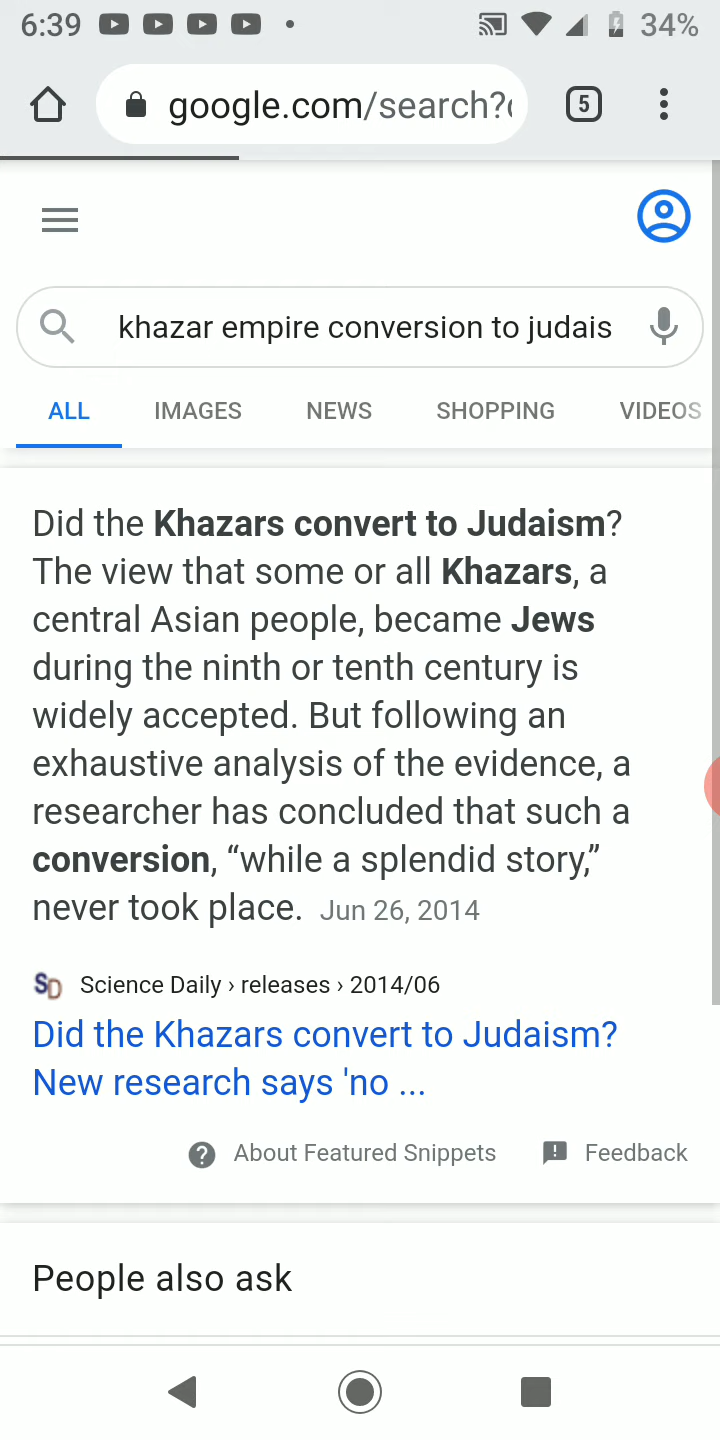 6:39
34%
google.com/search?
5
khazar empire conversion to judais
ALL IMAGES NEWS SHOPPING VIDEOS
Did the Khazars convert to Judaism?
The view that some or all Khazars, a
central Asian people, became Jews
during the ninth or tenth century is
widely accepted. But following an
exhaustive analysis of the evidence, a
researcher has concluded that such a
conversion, “while a splendid story,”
never took place. Jun 26, 2014
SD Science Daily › releases › 2014/06
Did the Khazars convert to Judaism?
New research says 'no ...
About Featured Snippets
Feedback
People also ask